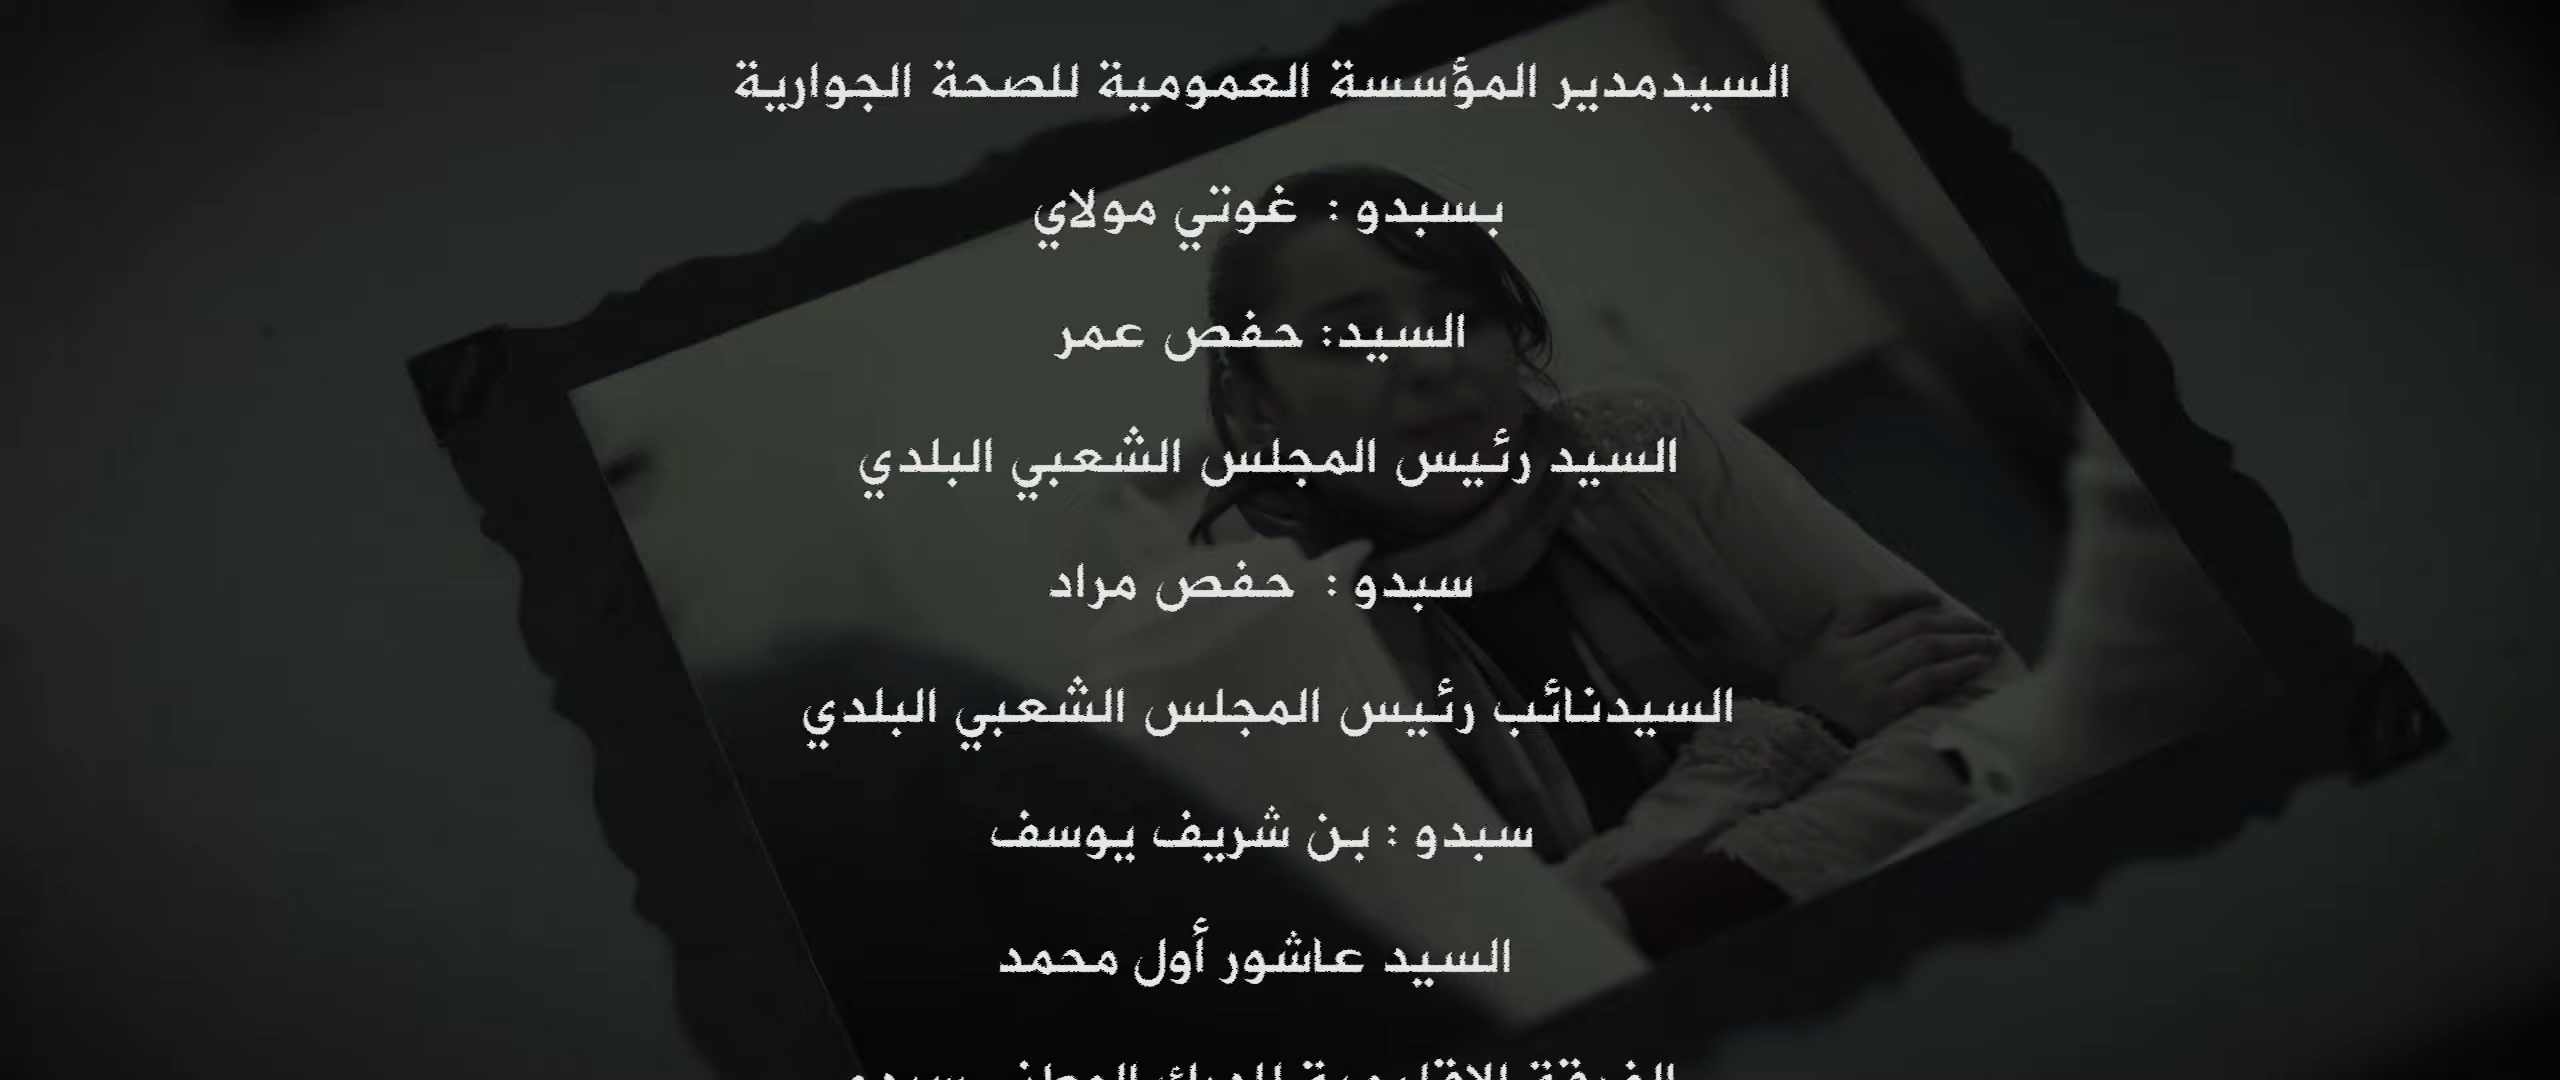 السيدمدير المؤسسة العمومية للصحة الجوارية
بسبدو : غوتي مولاي
السيد: حفص عمر
السيد رئيس المجلس الشعبي البلدي
سبدو : حفص مراد
السيدنائب رئيس المجلس الشعبي البلدي
سبدو : بن شريف يوسف
السيد عاشور أول محمد